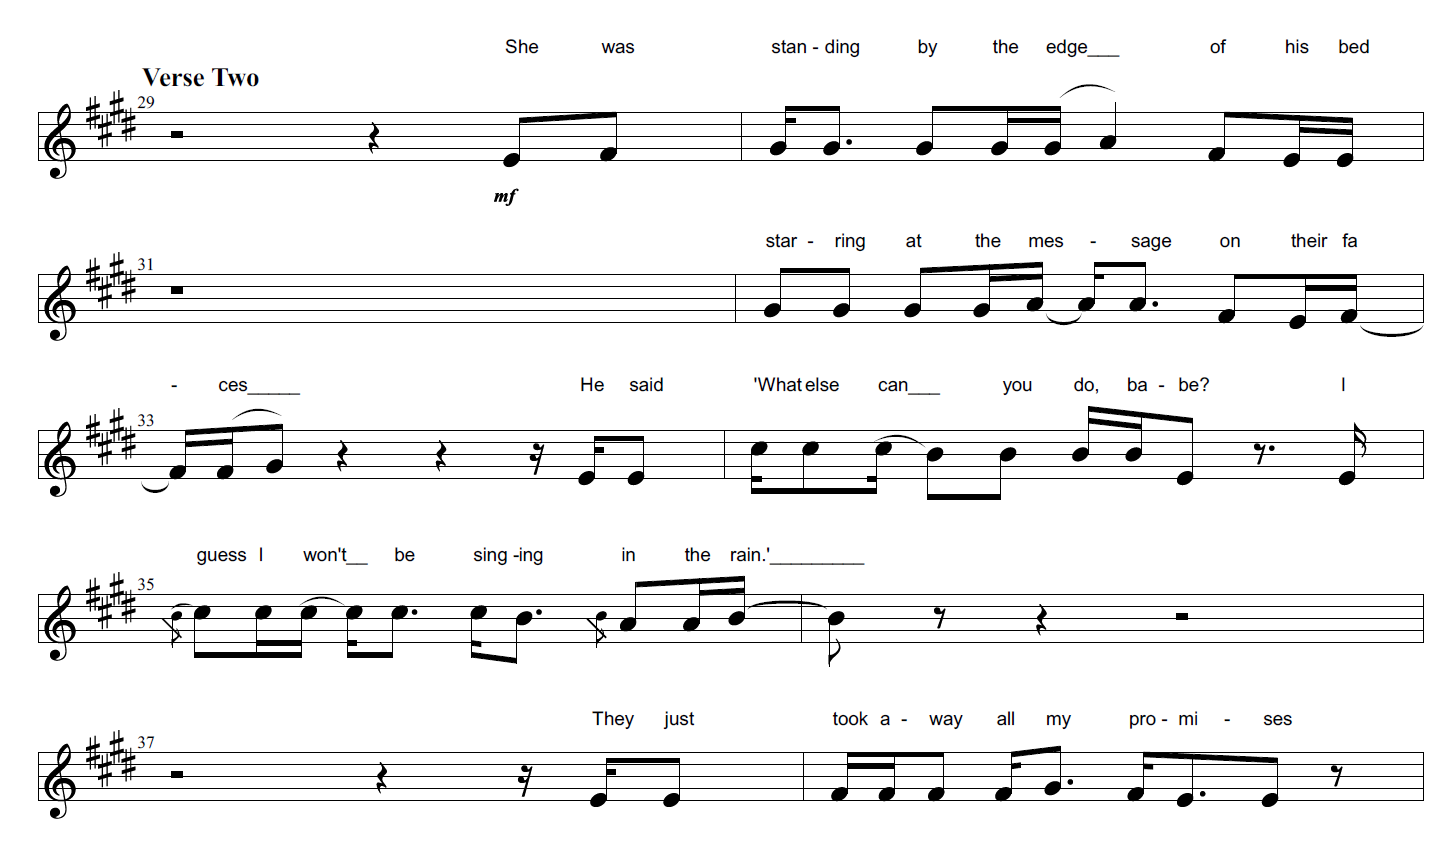 She was stan - ding by the edge___ of his bed
Verse Two
29
mf
star - ring at the mes - sage on their fa
31
- ces_____ He said 'What else can___ you do, ba - be? I
33
guess I won't__ be sing -ing in the rain.'_________
35
They just took a - way all my pro - mi - ses
37